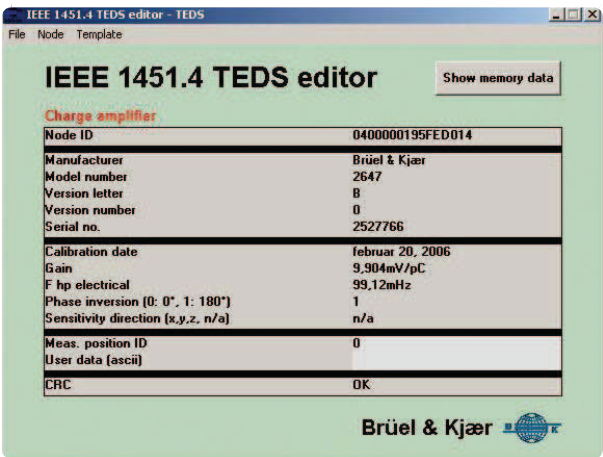 IEEE 1451.4 TEDS editor - TEDS
File Node Template
IEEE 1451.4 TEDS editor
Show memory data
Charge amplifier
Node ID 0400000195FED014
Manufacturer Brüel & Kjær
Model number 2647
Version letter B
Version number 0
Serial no. 2527766
Calibration date februar 20, 2006
Gain 9,904mV/pC
F hp electrical 99,12mHz
Phase inversion (0: 0°, 1: 180°) 1
Sensitivity direction (x,y,z, n/a) n/a
Meas. position ID 0
User data (ascii)
CRC OK
Brüel & Kjær B K